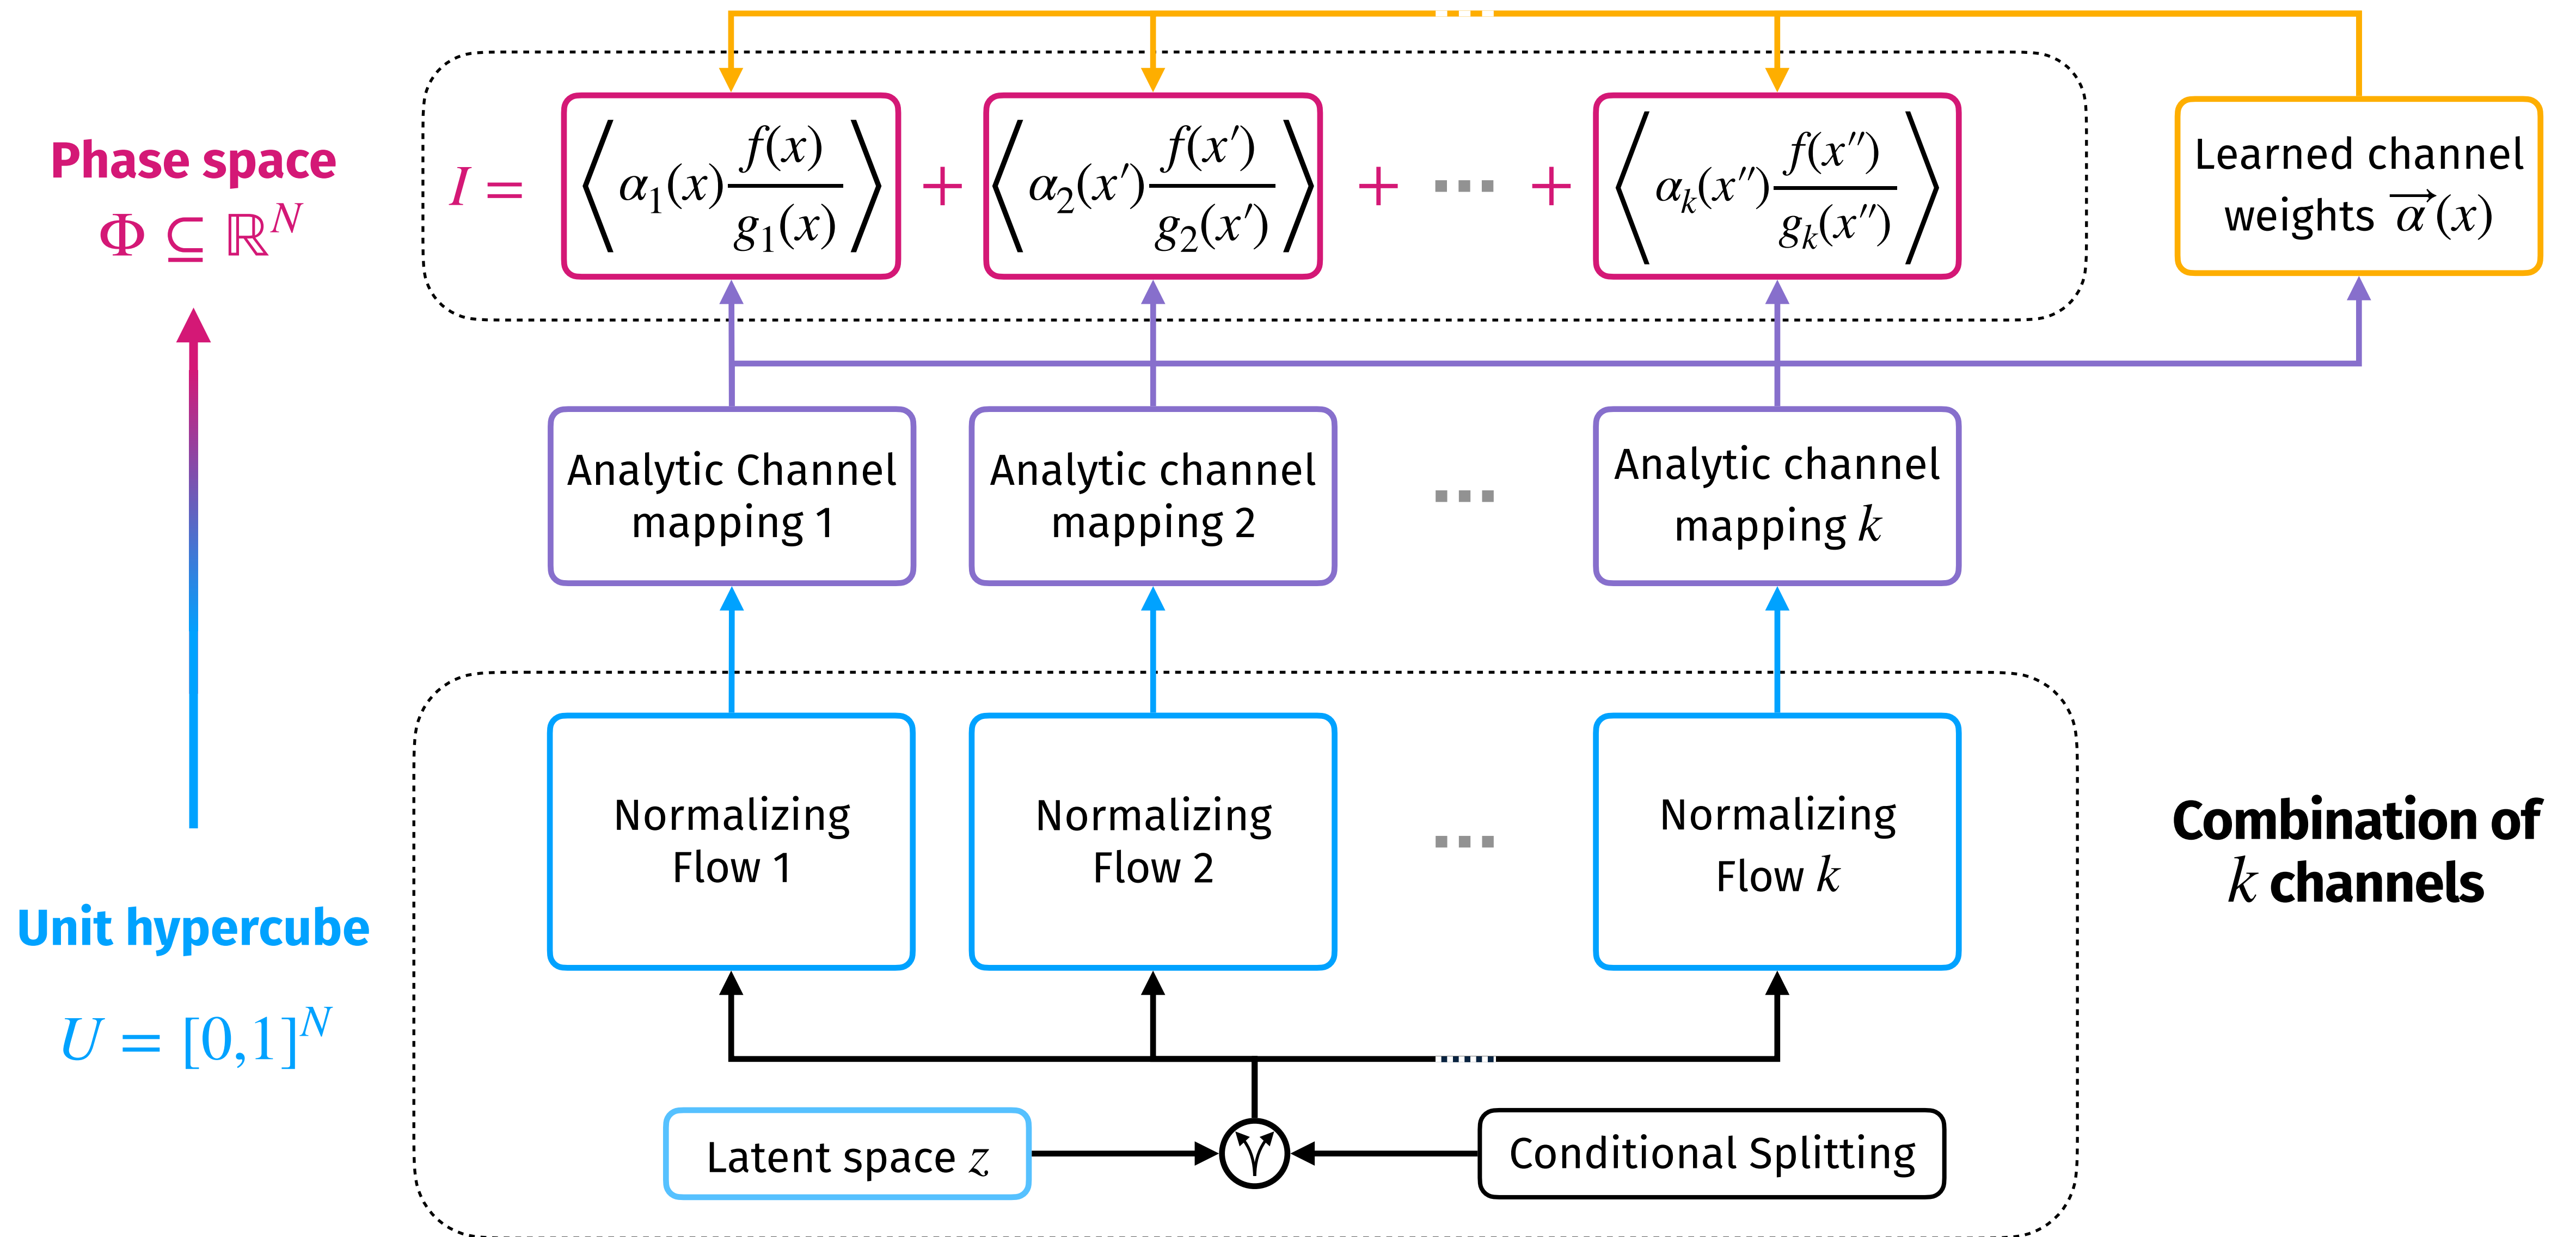 Phase space
Φ ⊆ ℝ^N
I = ⟨α₁(x) f(x)/g₁(x)⟩ + ⟨α₂(x′) f(x′)/g₂(x′)⟩ + ... + ⟨αₖ(x″) f(x″)/gₖ(x″)⟩
Learned channel
weights α⃗(x)
Analytic Channel
mapping 1
Analytic channel
mapping 2
...
Analytic channel
mapping k
Normalizing
Flow 1
Normalizing
Flow 2
...
Normalizing
Flow k
Combination of
k channels
Unit hypercube
U = [0,1]^N
Latent space z
Conditional Splitting